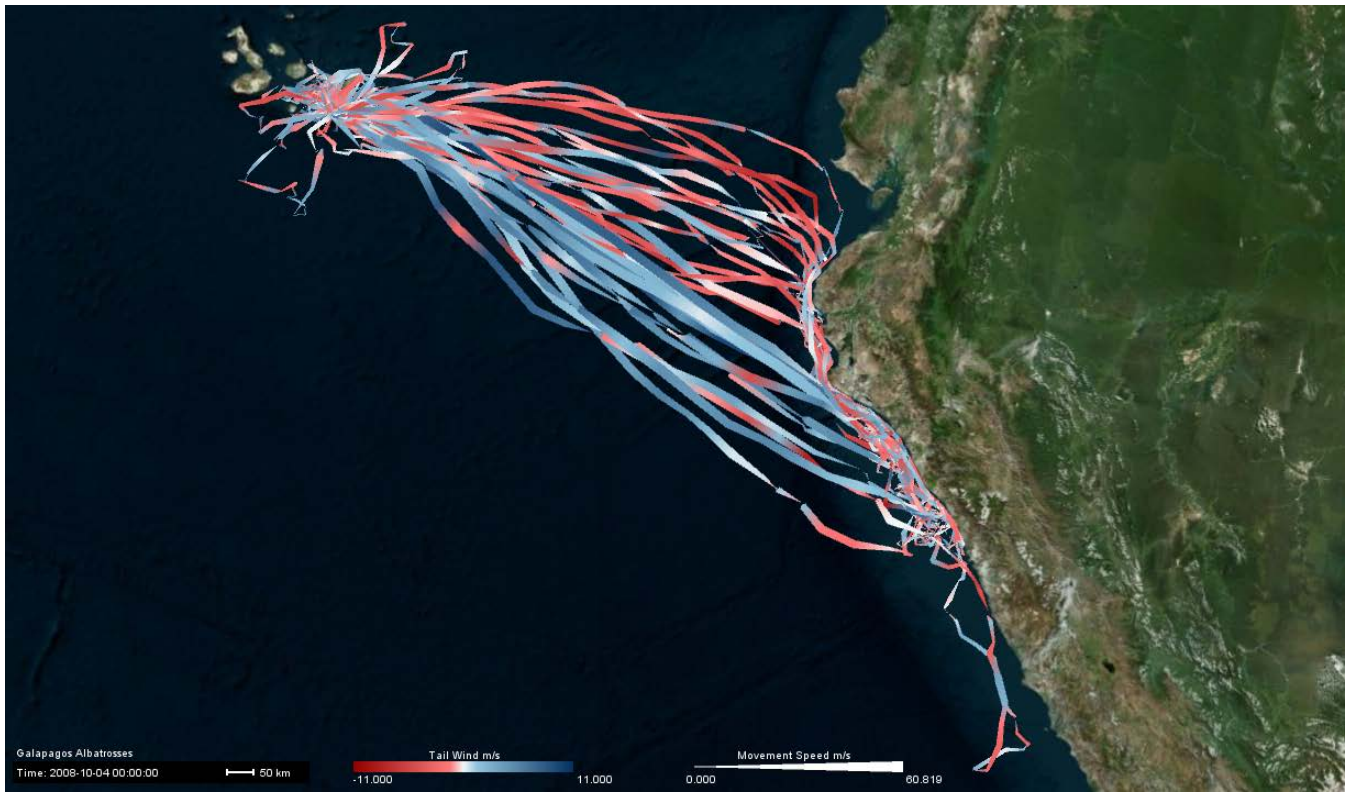 Galapagos Albatrosses
Time: 2008-10-04 00:00:00
50 km
Tail Wind m/s
-11.000 11.000
Movement Speed m/s
0.000 60.819